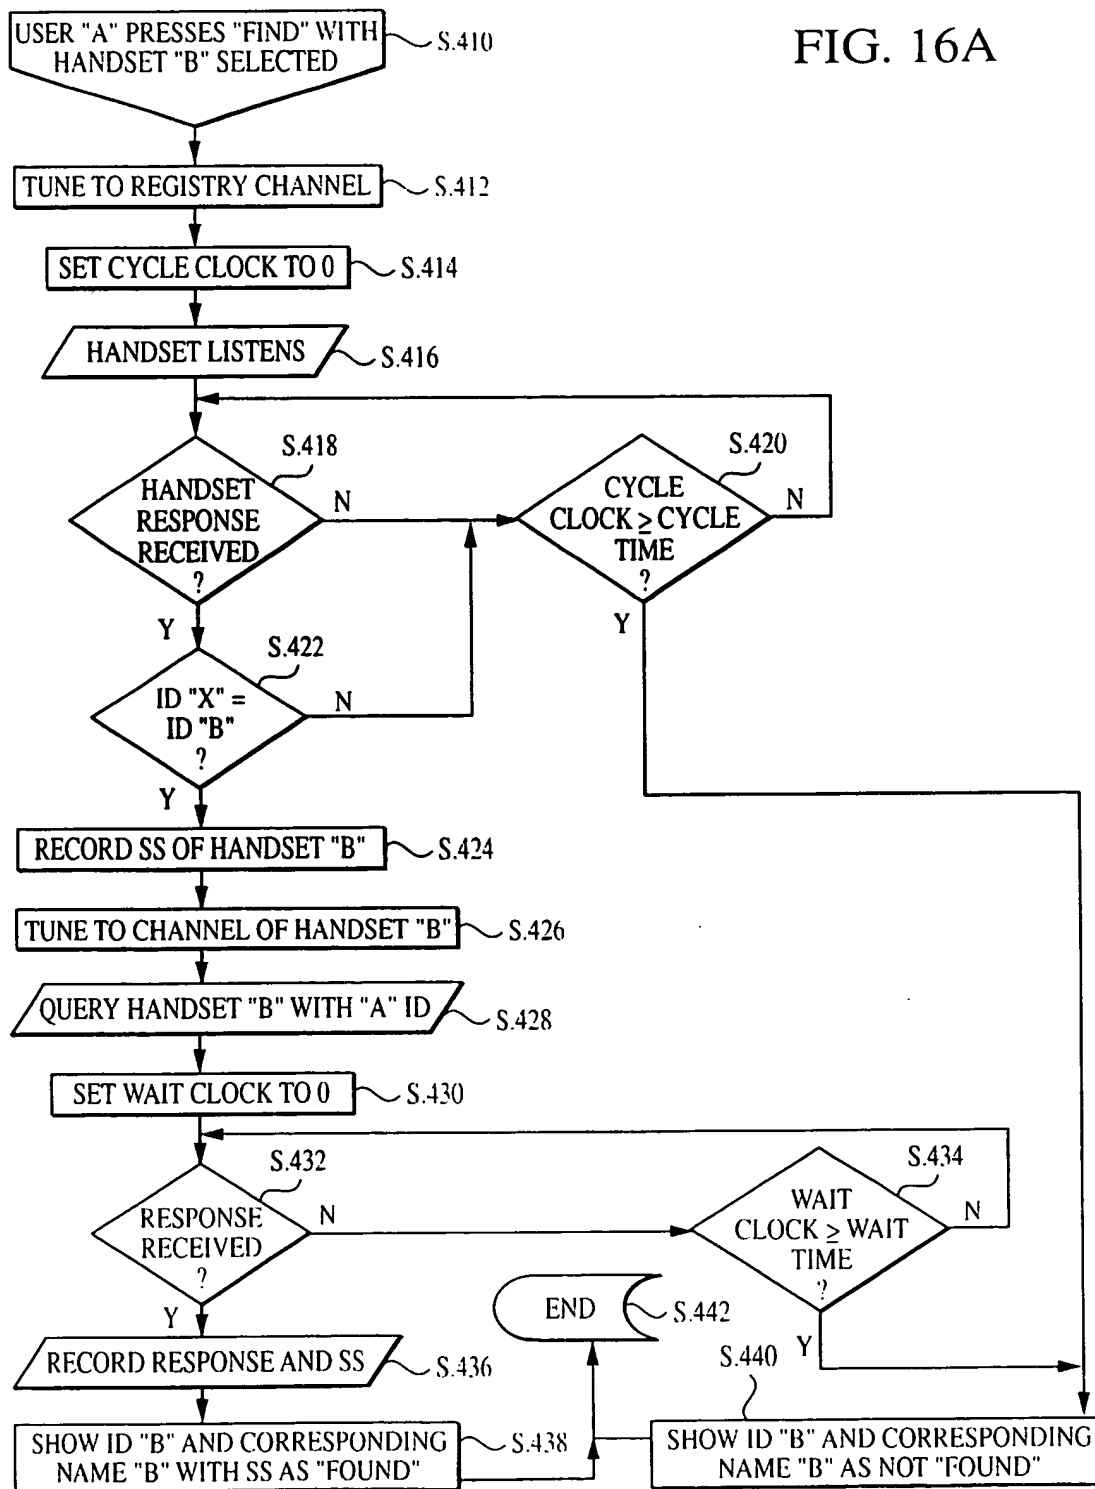 FIG. 16A
USER "A" PRESSES "FIND" WITH
HANDSET "B" SELECTED
S.410
TUNE TO REGISTRY CHANNEL
S.412
SET CYCLE CLOCK TO 0
S.414
HANDSET LISTENS
S.416
S.418
HANDSET
RESPONSE
RECEIVED
?
N
Y
S.420
CYCLE
CLOCK ≥ CYCLE
TIME
?
N
Y
S.422
ID "X" =
ID "B"
?
N
Y
RECORD SS OF HANDSET "B"
S.424
TUNE TO CHANNEL OF HANDSET "B"
S.426
QUERY HANDSET "B" WITH "A" ID
S.428
SET WAIT CLOCK TO 0
S.430
S.432
RESPONSE
RECEIVED
?
N
Y
S.434
WAIT
CLOCK ≥ WAIT
TIME
?
N
Y
END
S.442
RECORD RESPONSE AND SS
S.436
S.440
SHOW ID "B" AND CORRESPONDING
NAME "B" WITH SS AS "FOUND"
S.438
SHOW ID "B" AND CORRESPONDING
NAME "B" AS NOT "FOUND"